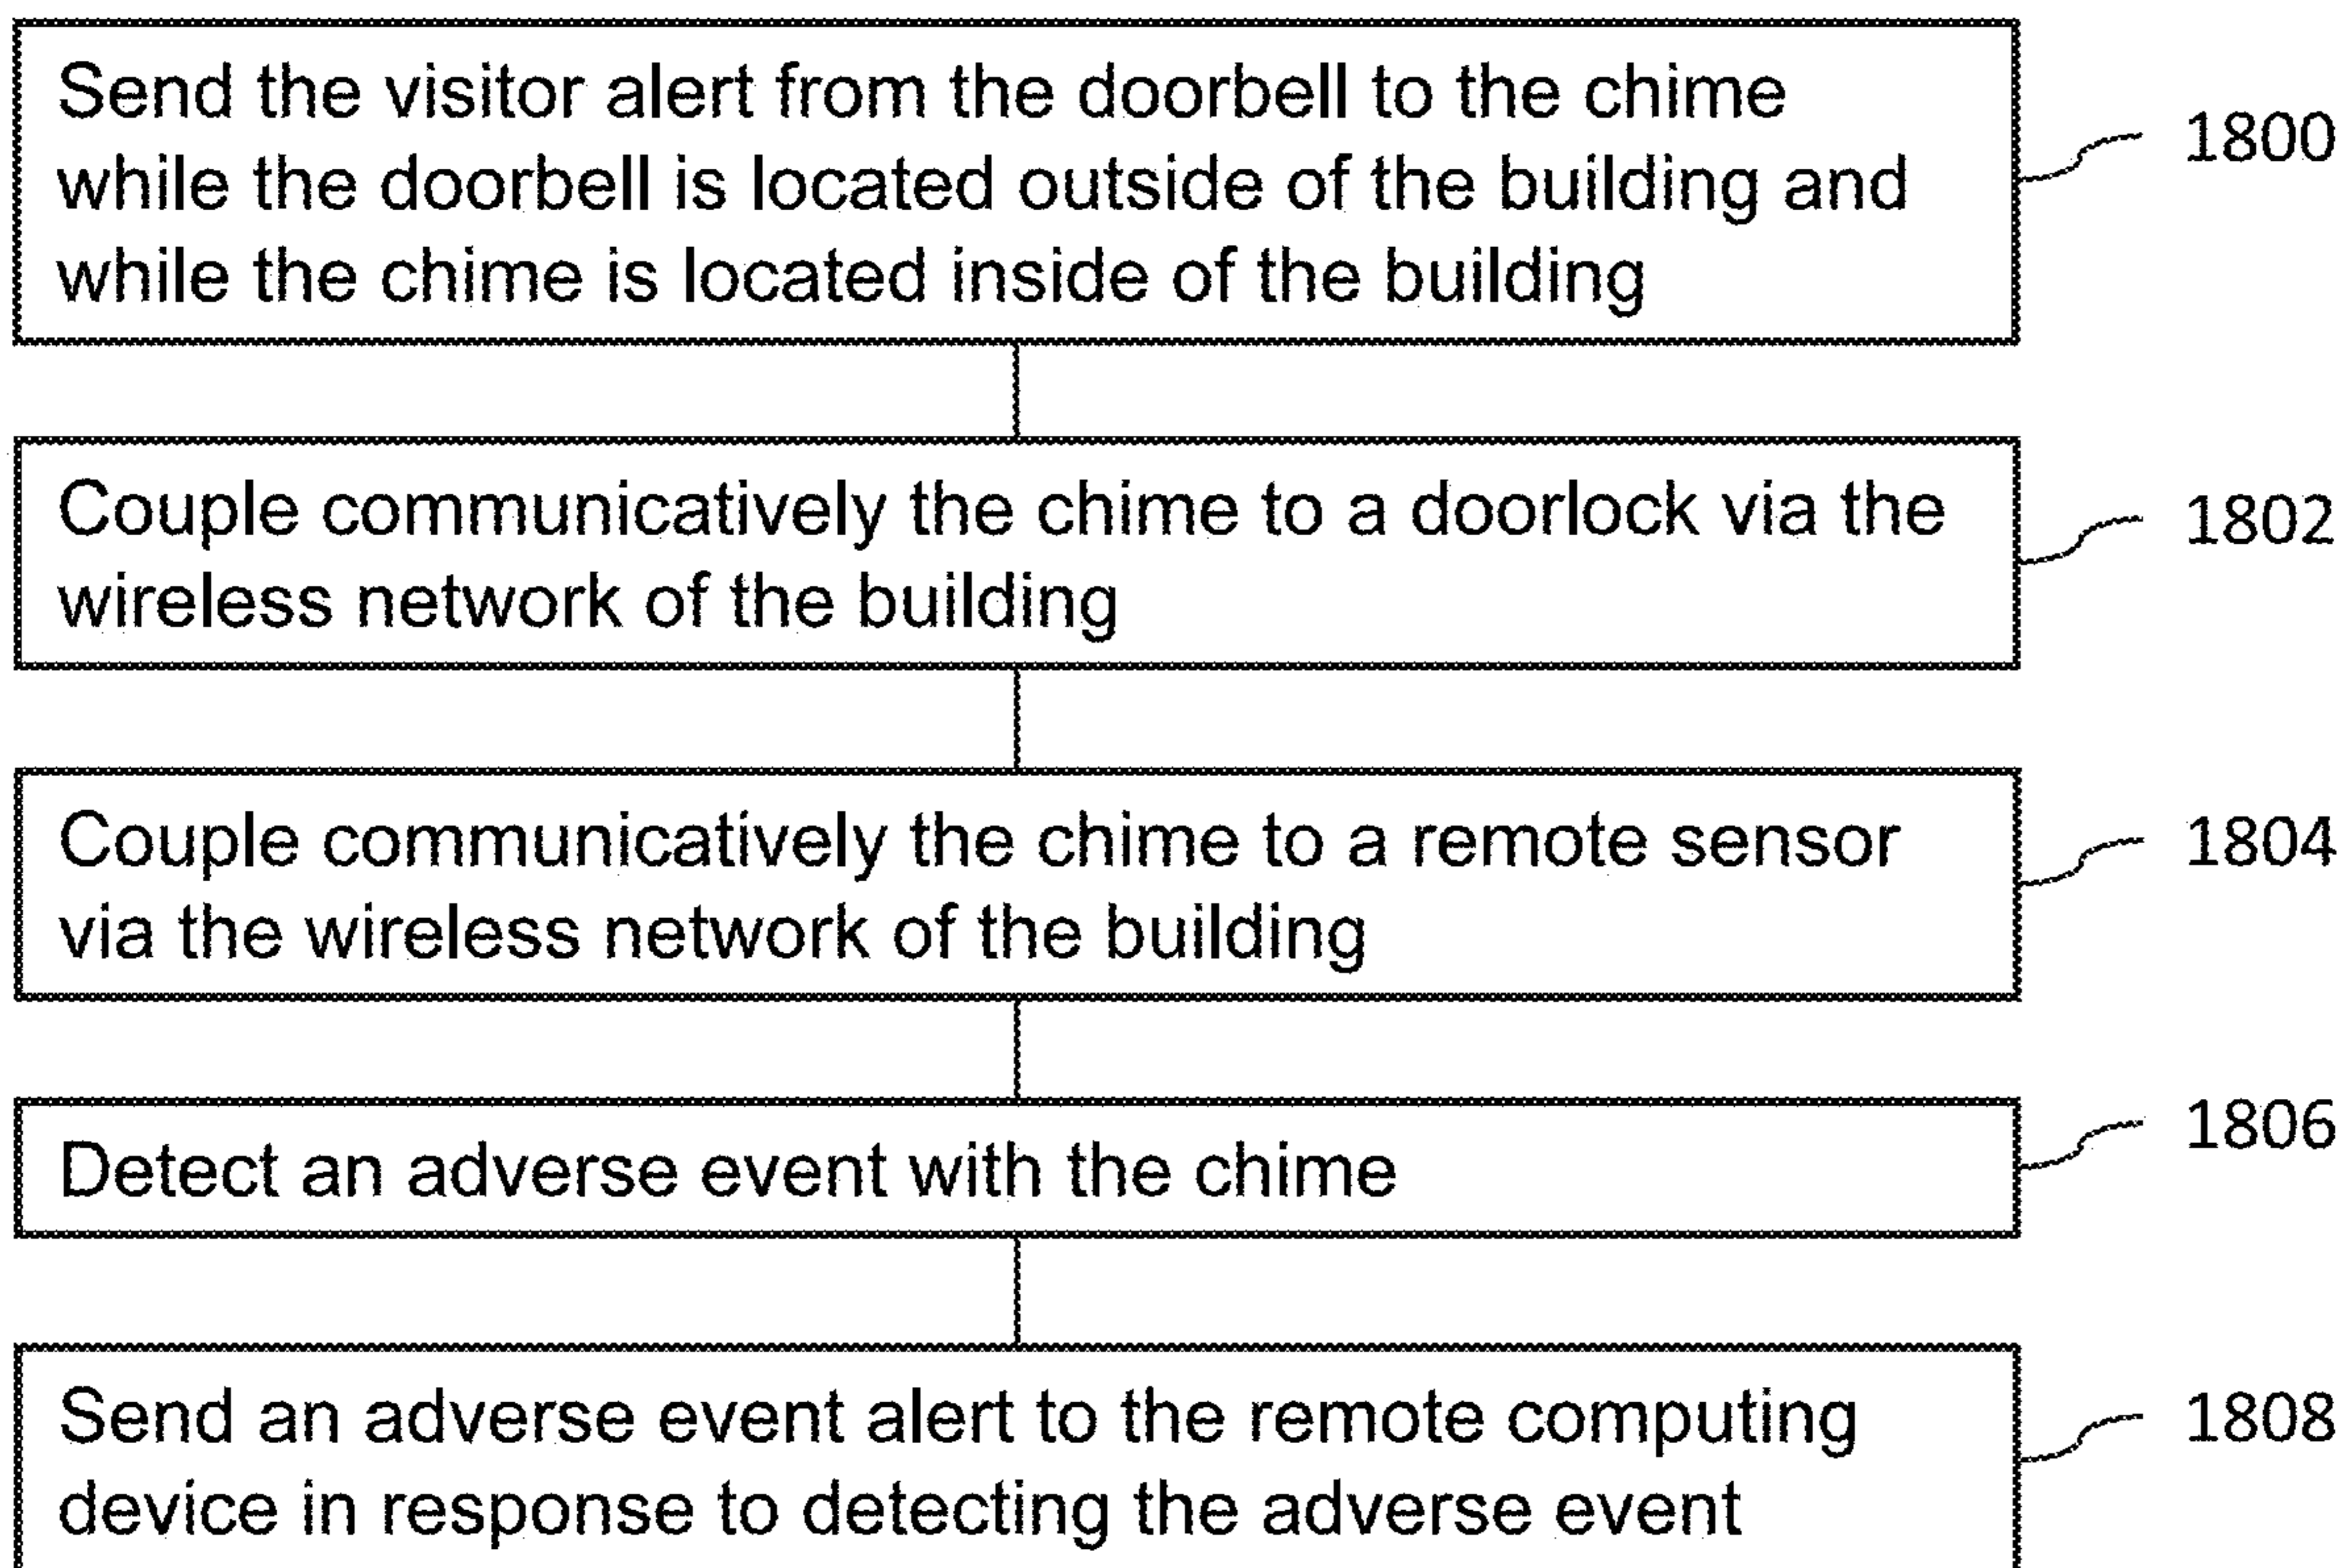 Send the visitor alert from the doorbell to the chime
while the doorbell is located outside of the building and
while the chime is located inside of the building
1800
Couple communicatively the chime to a doorlock via the
wireless network of the building
1802
Couple communicatively the chime to a remote sensor
via the wireless network of the building
1804
Detect an adverse event with the chime
1806
Send an adverse event alert to the remote computing
device in response to detecting the adverse event
1808